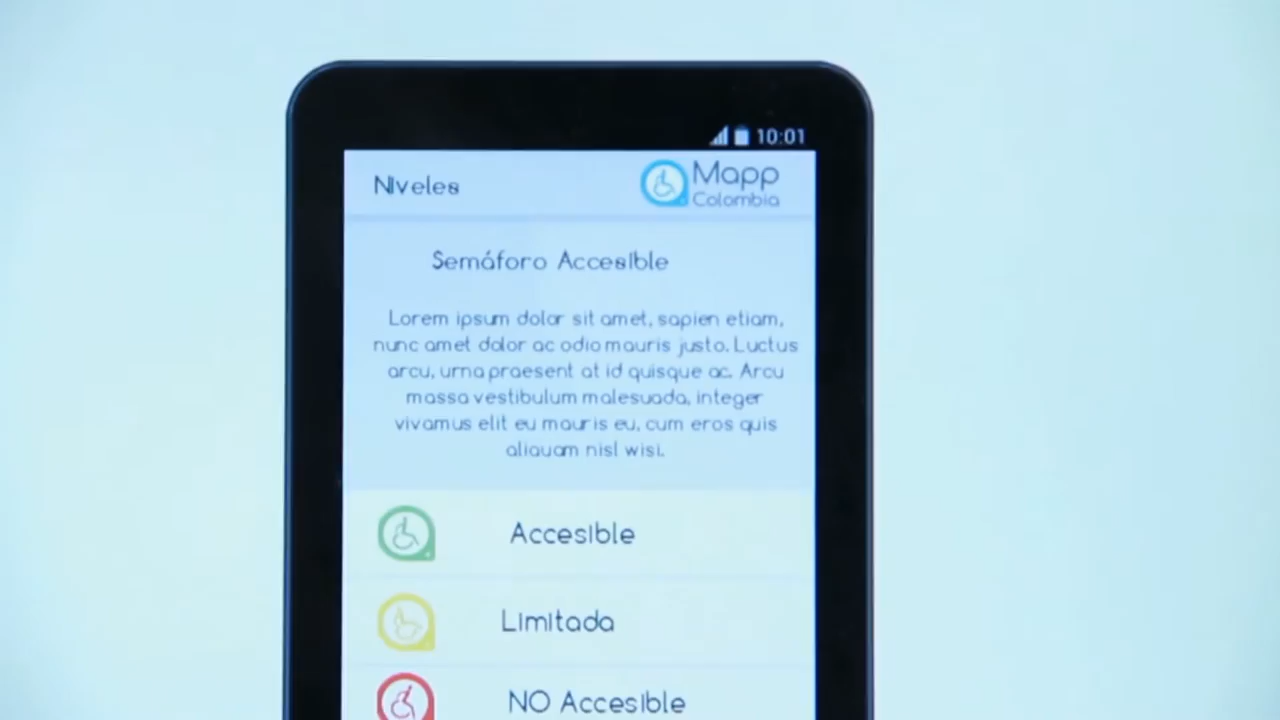 10:01
Niveles
Mapp
Colombia
Semáforo Accesible
Lorem ipsum dolor sit amet, sapien etiam,
nunc amet dolor ac odio mauris justo. Luctus
arcu, urna praesent at id quisque ac. Arcu
massa vestibulum malesuada, integer
vivamus elit eu mauris eu, cum eros quis
aliquam nisl wisi.
Accesible
Limitada
NO Accesible